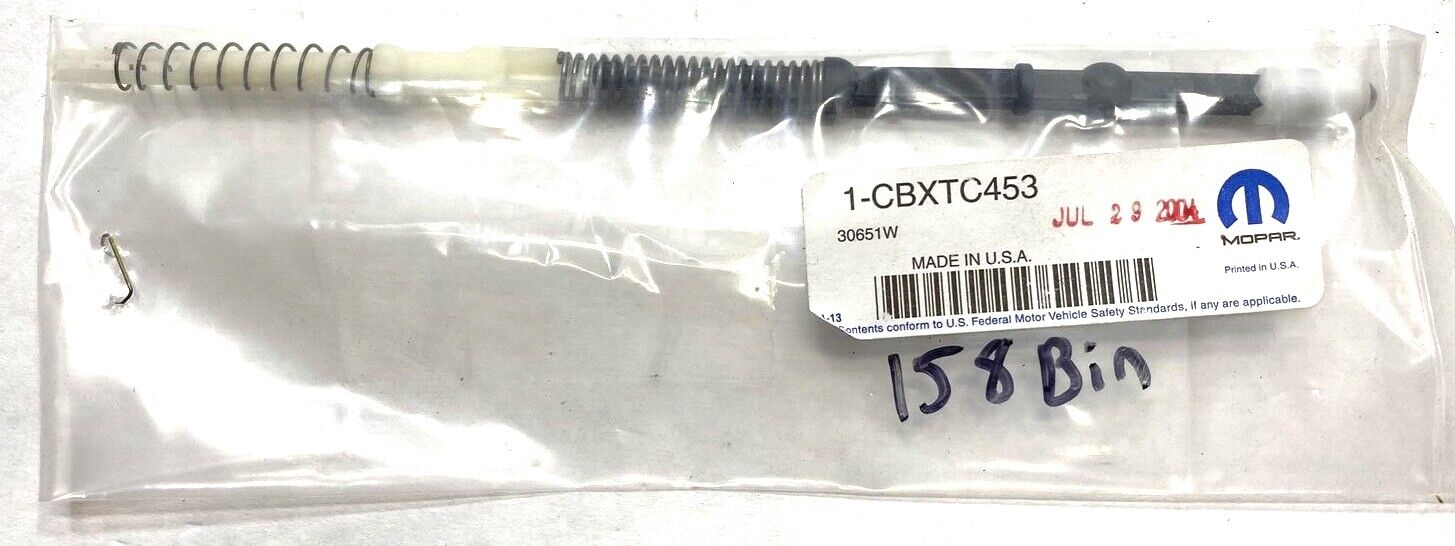 1-CBXTC453
30651W
JUL 29 2004
MOPAR.
MADE IN U.S.A.
Printed in U.S.A.
-13
Contents conform to U.S. Federal Motor Vehicle Safety Standards, if any are applicable.
158 Bin